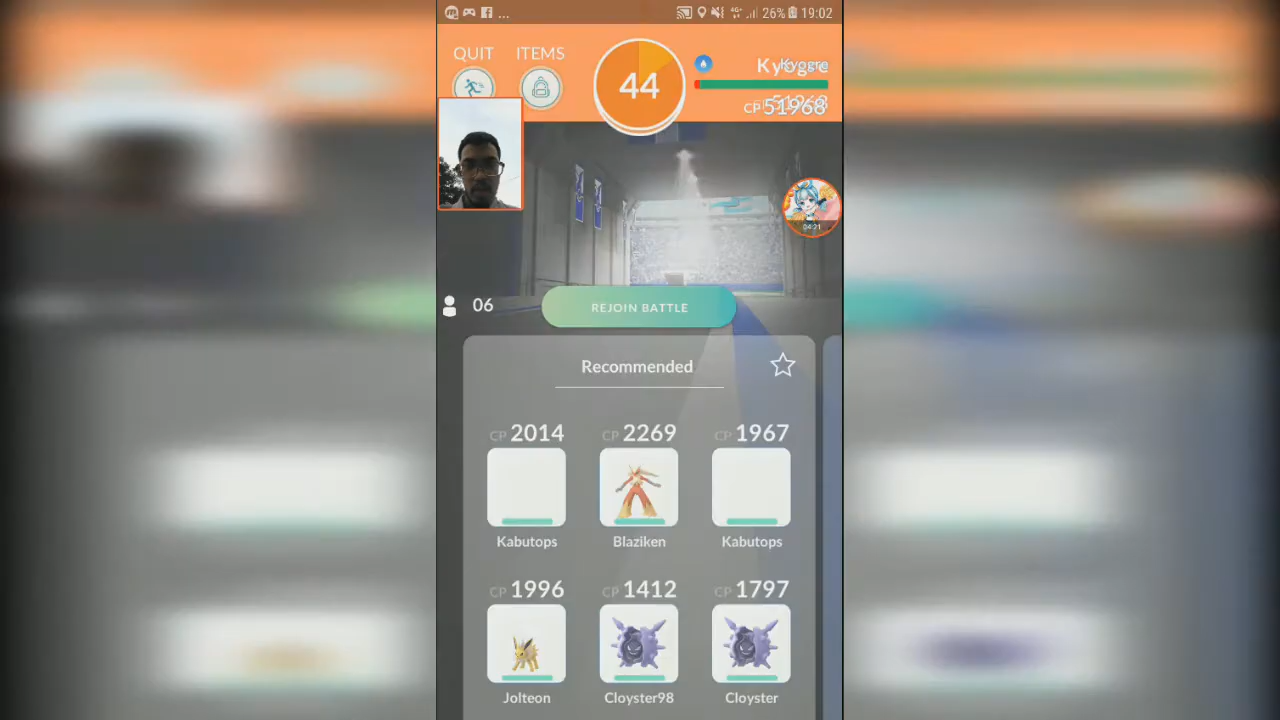 ... 26% 19:02
QUIT ITEMS
44
Kyogre
CP 51968
04:21
06
REJOIN BATTLE
Recommended
CP 2014 CP 2269 CP 1967
Kabutops Blaziken Kabutops
CP 1996 CP 1412 CP 1797
Jolteon Cloyster98 Cloyster